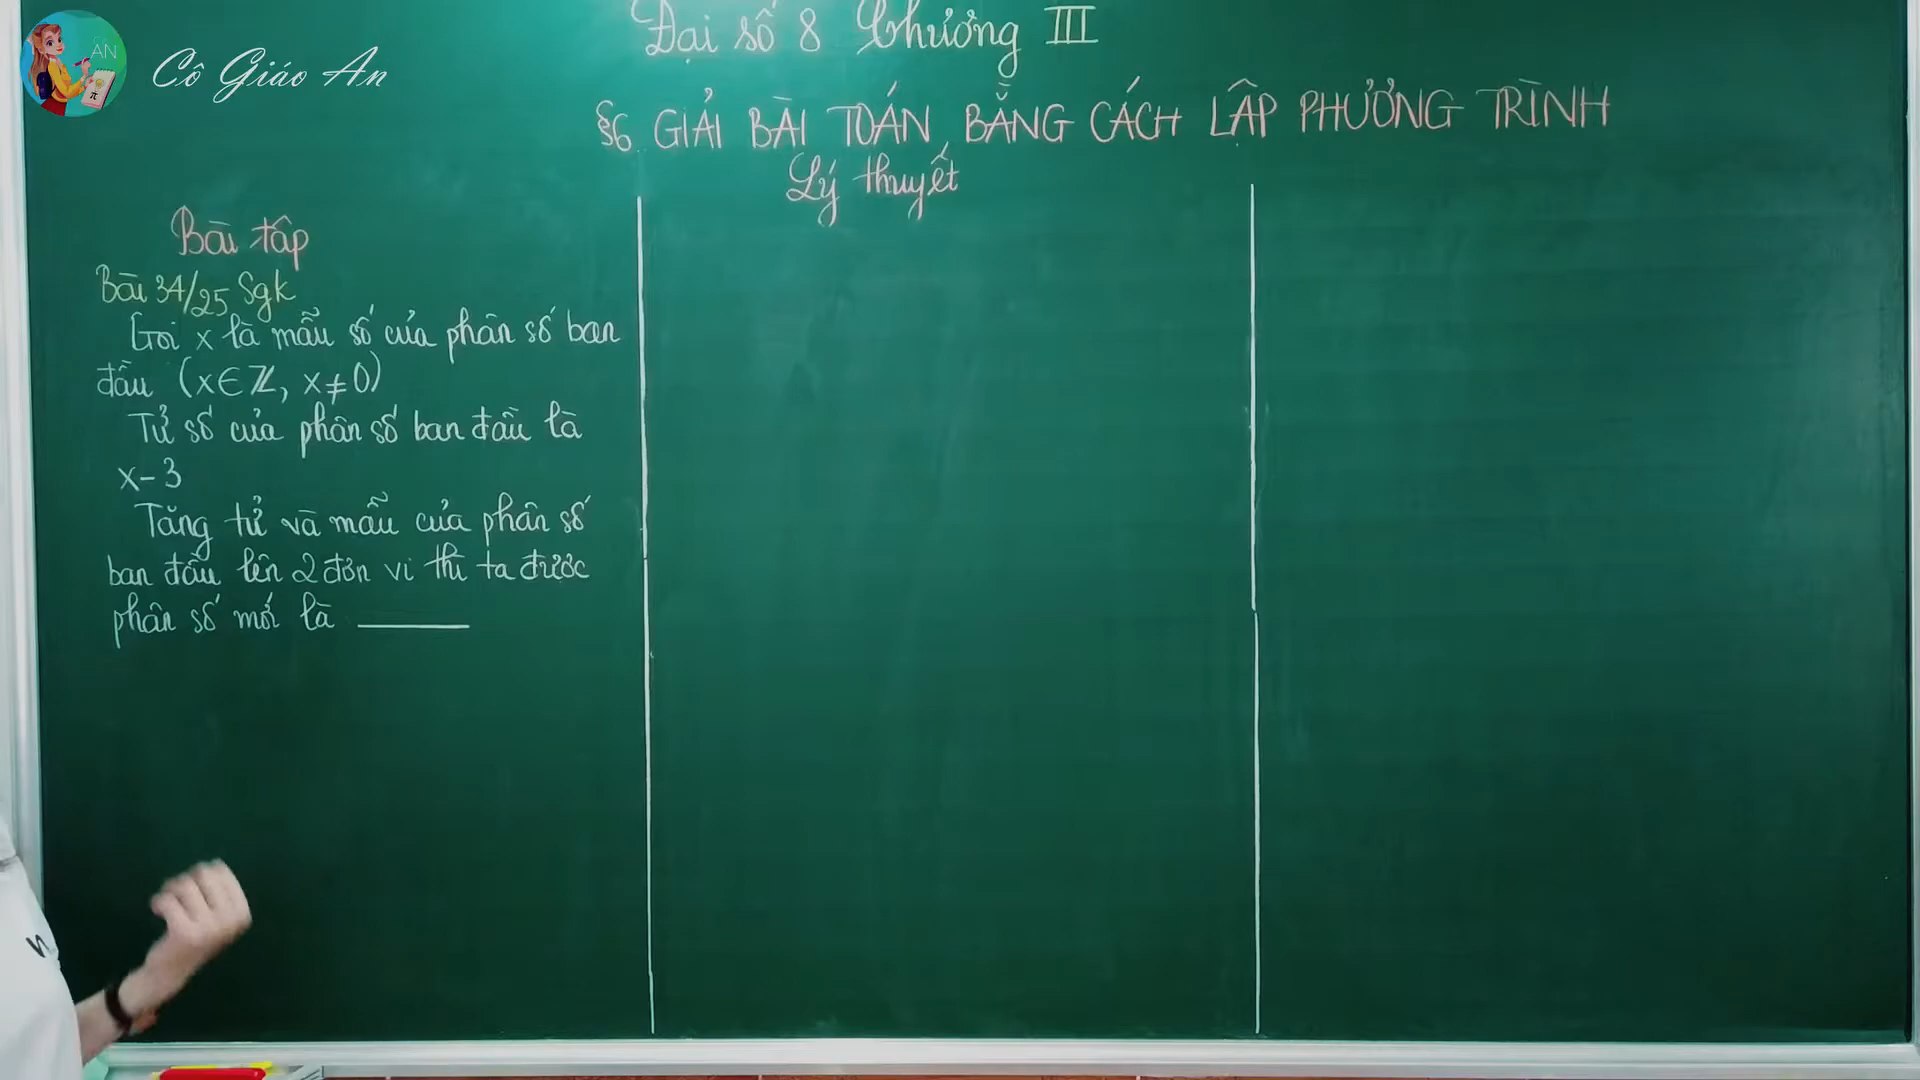 AN
Cô Giáo An
Đại số 8 Chương III
§6 GIẢI BÀI TOÁN BẰNG CÁCH LẬP PHƯƠNG TRÌNH
Lý thuyết
Bài tập
Bài 34/25 Sgk
Gọi x là mẫu số của phân số ban
đầu (x∈ℤ, x≠0)
Tử số của phân số ban đầu là
x-3
Tăng tử và mẫu của phân số
ban đầu lên 2 đơn vị thì ta được
phân số mới là